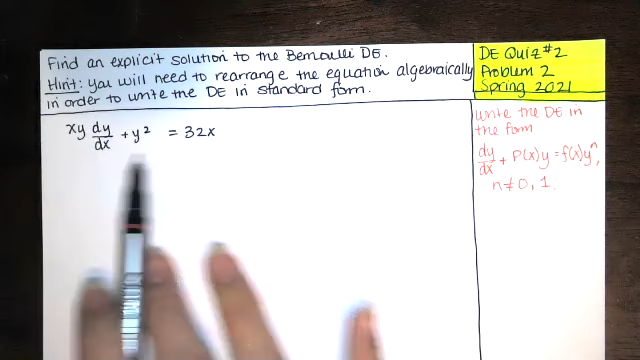 Find an explicit solution to the Bernoulli DE.
Hint: you will need to rearrange the equation algebraically
in order to write the DE in standard form.
DE Quiz #2
Problem 2
Spring 2021
xy dy/dx + y² = 32x
write the DE in
the form
dy/dx + P(x)y = f(x)yⁿ,
n ≠ 0, 1.